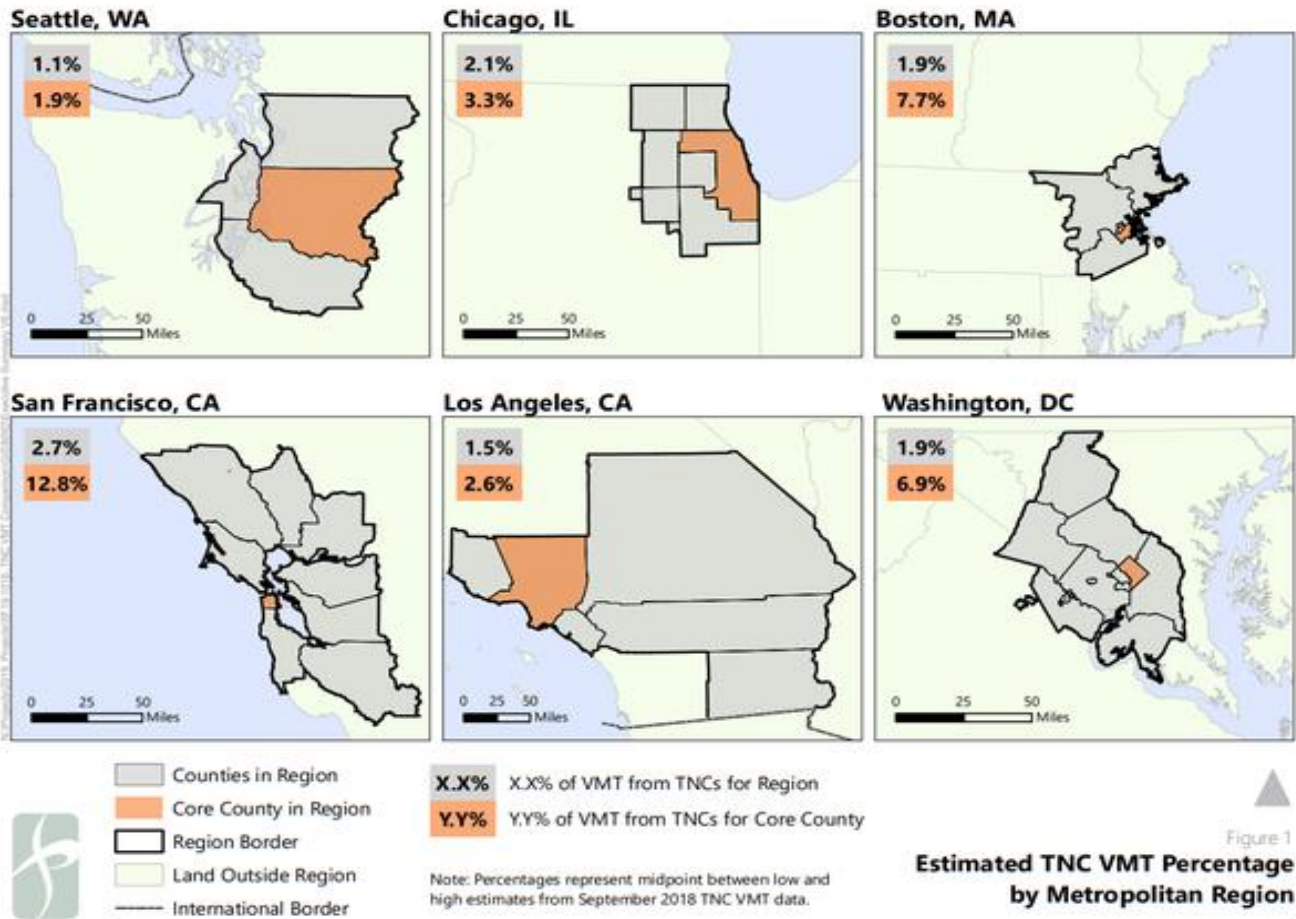 Seattle, WA
1.1%
1.9%
0 25 50
Miles
Chicago, IL
2.1%
3.3%
0 25 50
Miles
Boston, MA
1.9%
7.7%
0 25 50
Miles
San Francisco, CA
2.7%
12.8%
0 25 50
Miles
Los Angeles, CA
1.5%
2.6%
0 25 50
Miles
Washington, DC
1.9%
6.9%
0 25 50
Miles
Counties in Region
Core County in Region
Region Border
Land Outside Region
International Border
X.X% X.X% of VMT from TNCs for Region
Y.Y% Y.Y% of VMT from TNCs for Core County
Note: Percentages represent midpoint between low and
high estimates from September 2018 TNC VMT data.
Figure 1
Estimated TNC VMT Percentage
by Metropolitan Region